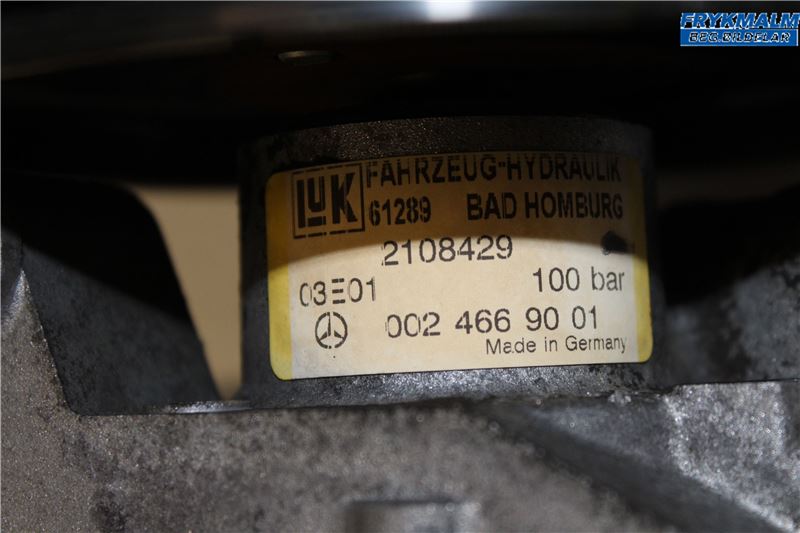 FRYKMALM
BEG.BILDELAR
LuK FAHRZEUG-HYDRAULIK
61289 BAD HOMBURG
2108429
03E01 100 bar
002 466 90 01
Made in Germany